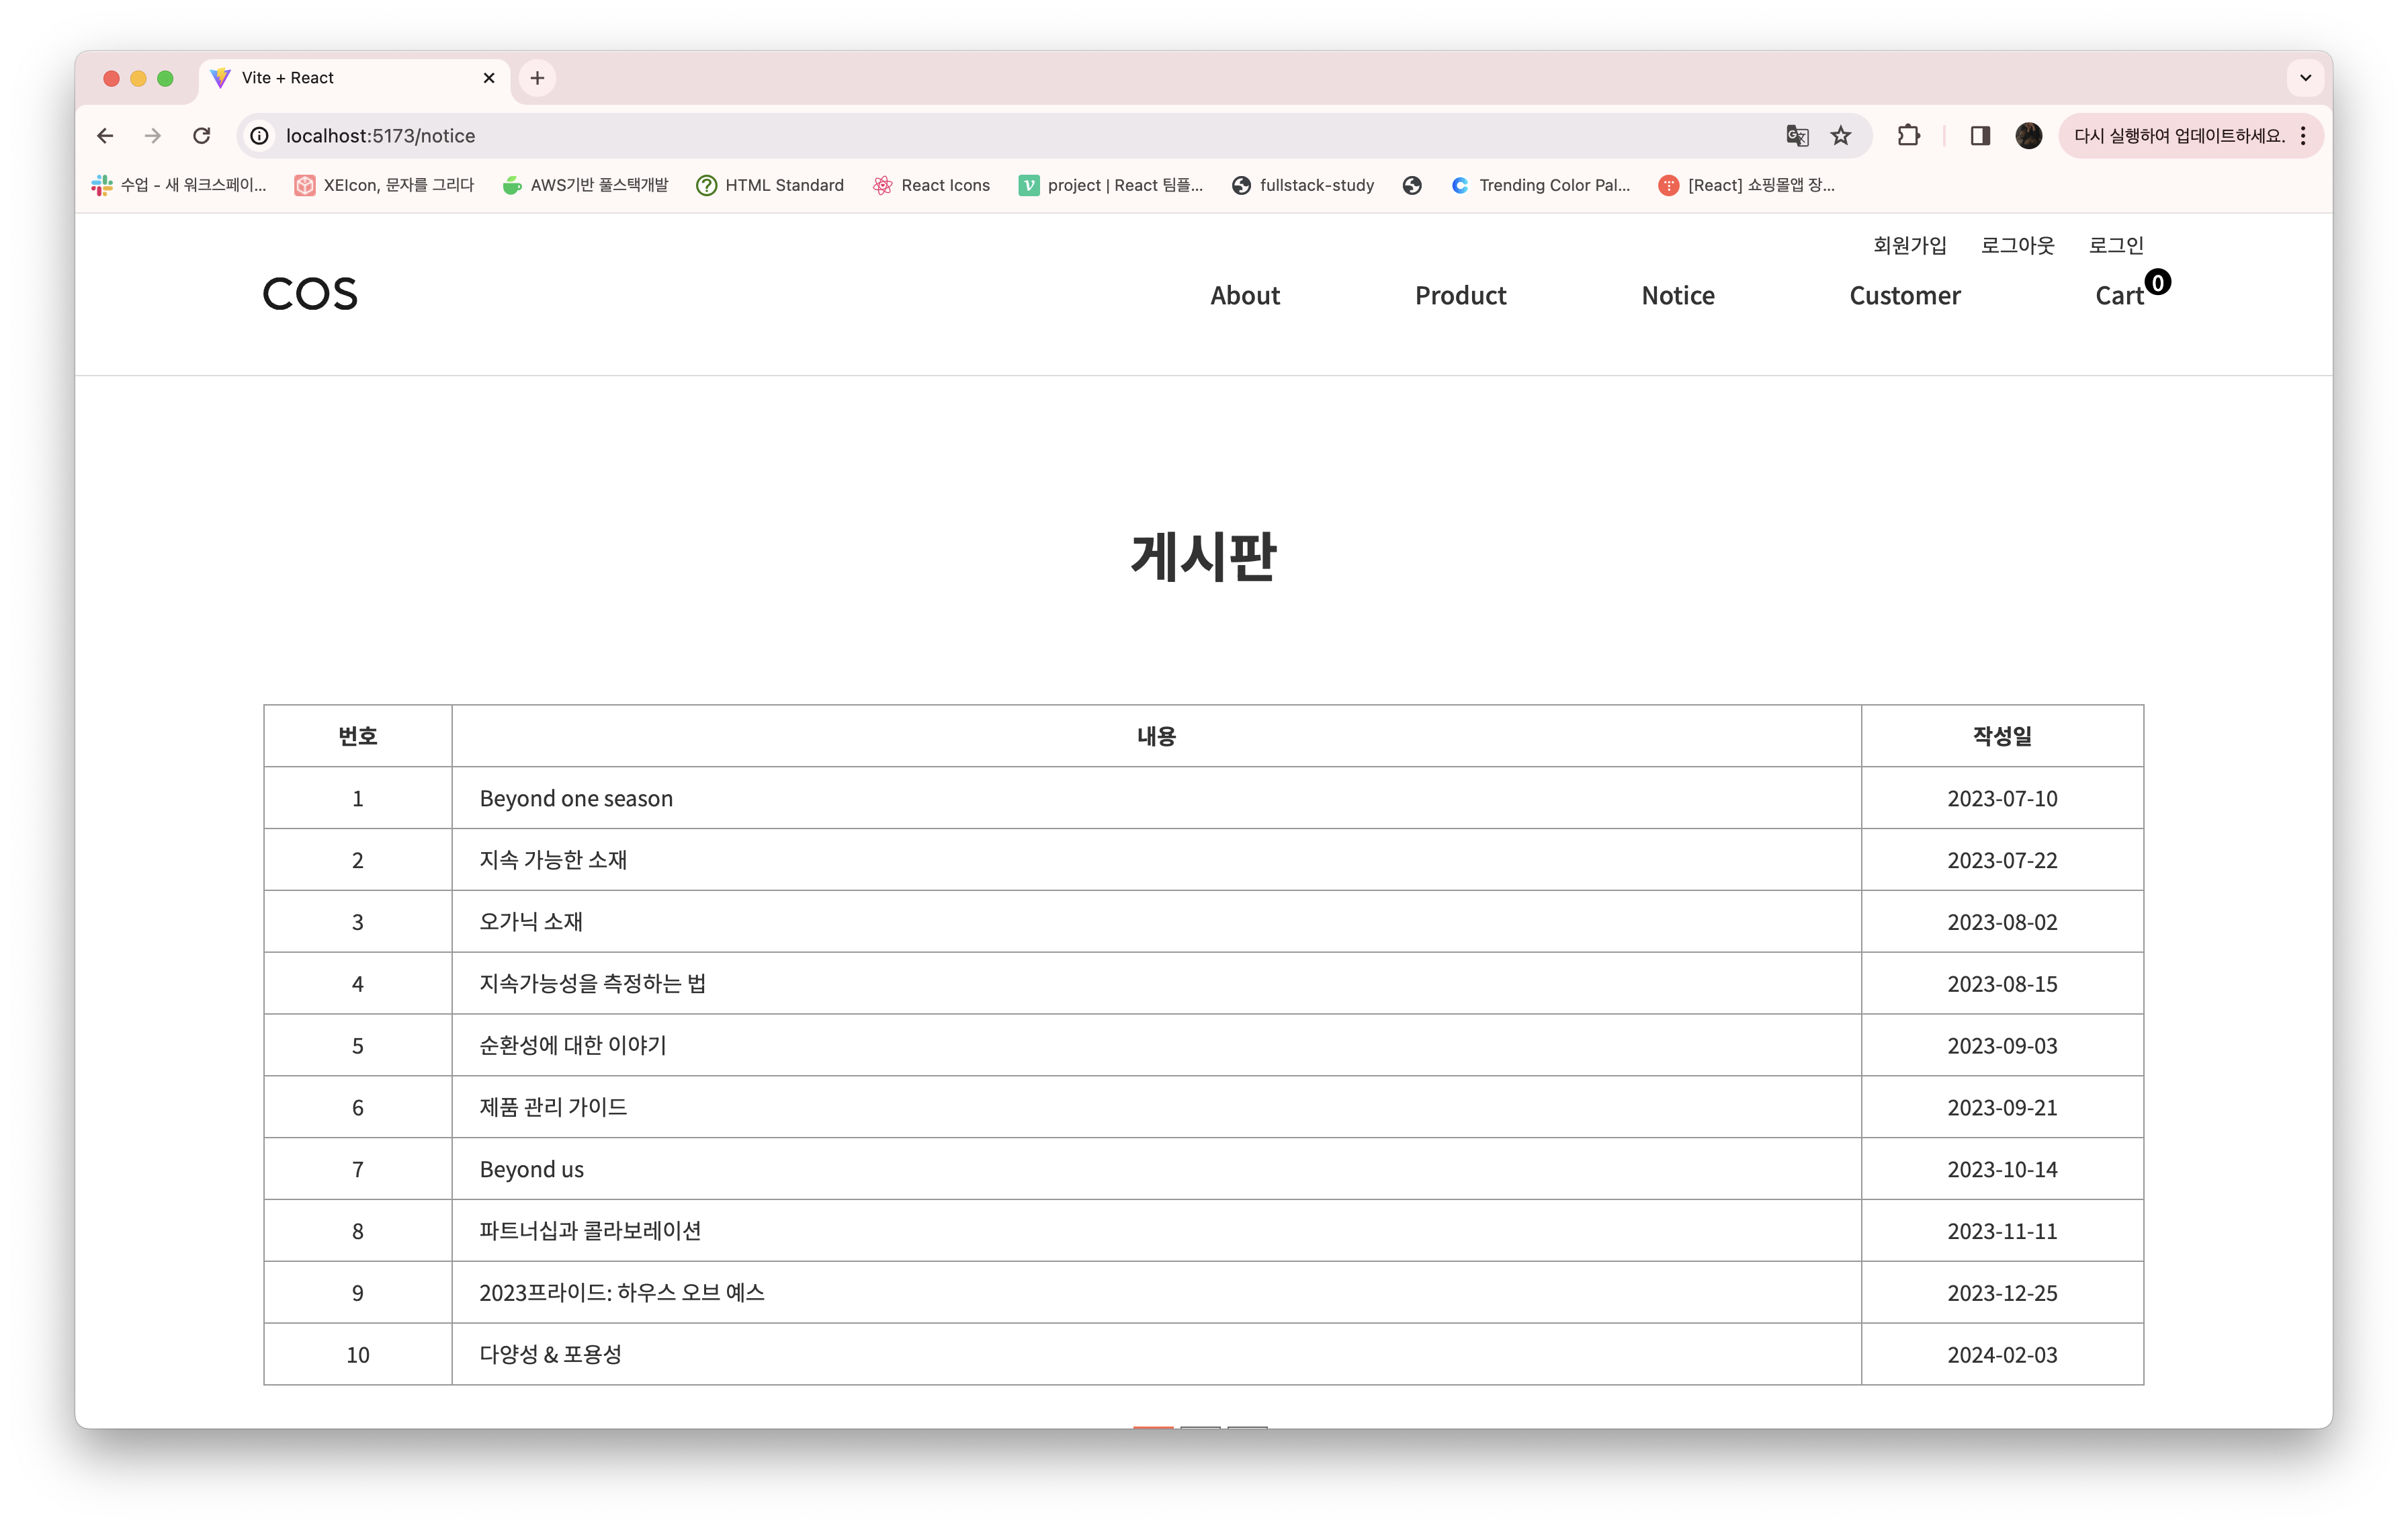 Vite + React
localhost:5173/notice
다시 실행하여 업데이트하세요.
수업 - 새 워크스페이... XEIcon, 문자를 그리다 AWS기반 풀스택개발 HTML Standard React Icons project | React 팀플... fullstack-study Trending Color Pal... [React] 쇼핑몰앱 장...
회원가입 로그아웃 로그인
COS About Product Notice Customer Cart 0
게시판
번호 내용 작성일
1 Beyond one season 2023-07-10
2 지속 가능한 소재 2023-07-22
3 오가닉 소재 2023-08-02
4 지속가능성을 측정하는 법 2023-08-15
5 순환성에 대한 이야기 2023-09-03
6 제품 관리 가이드 2023-09-21
7 Beyond us 2023-10-14
8 파트너십과 콜라보레이션 2023-11-11
9 2023프라이드: 하우스 오브 예스 2023-12-25
10 다양성 & 포용성 2024-02-03